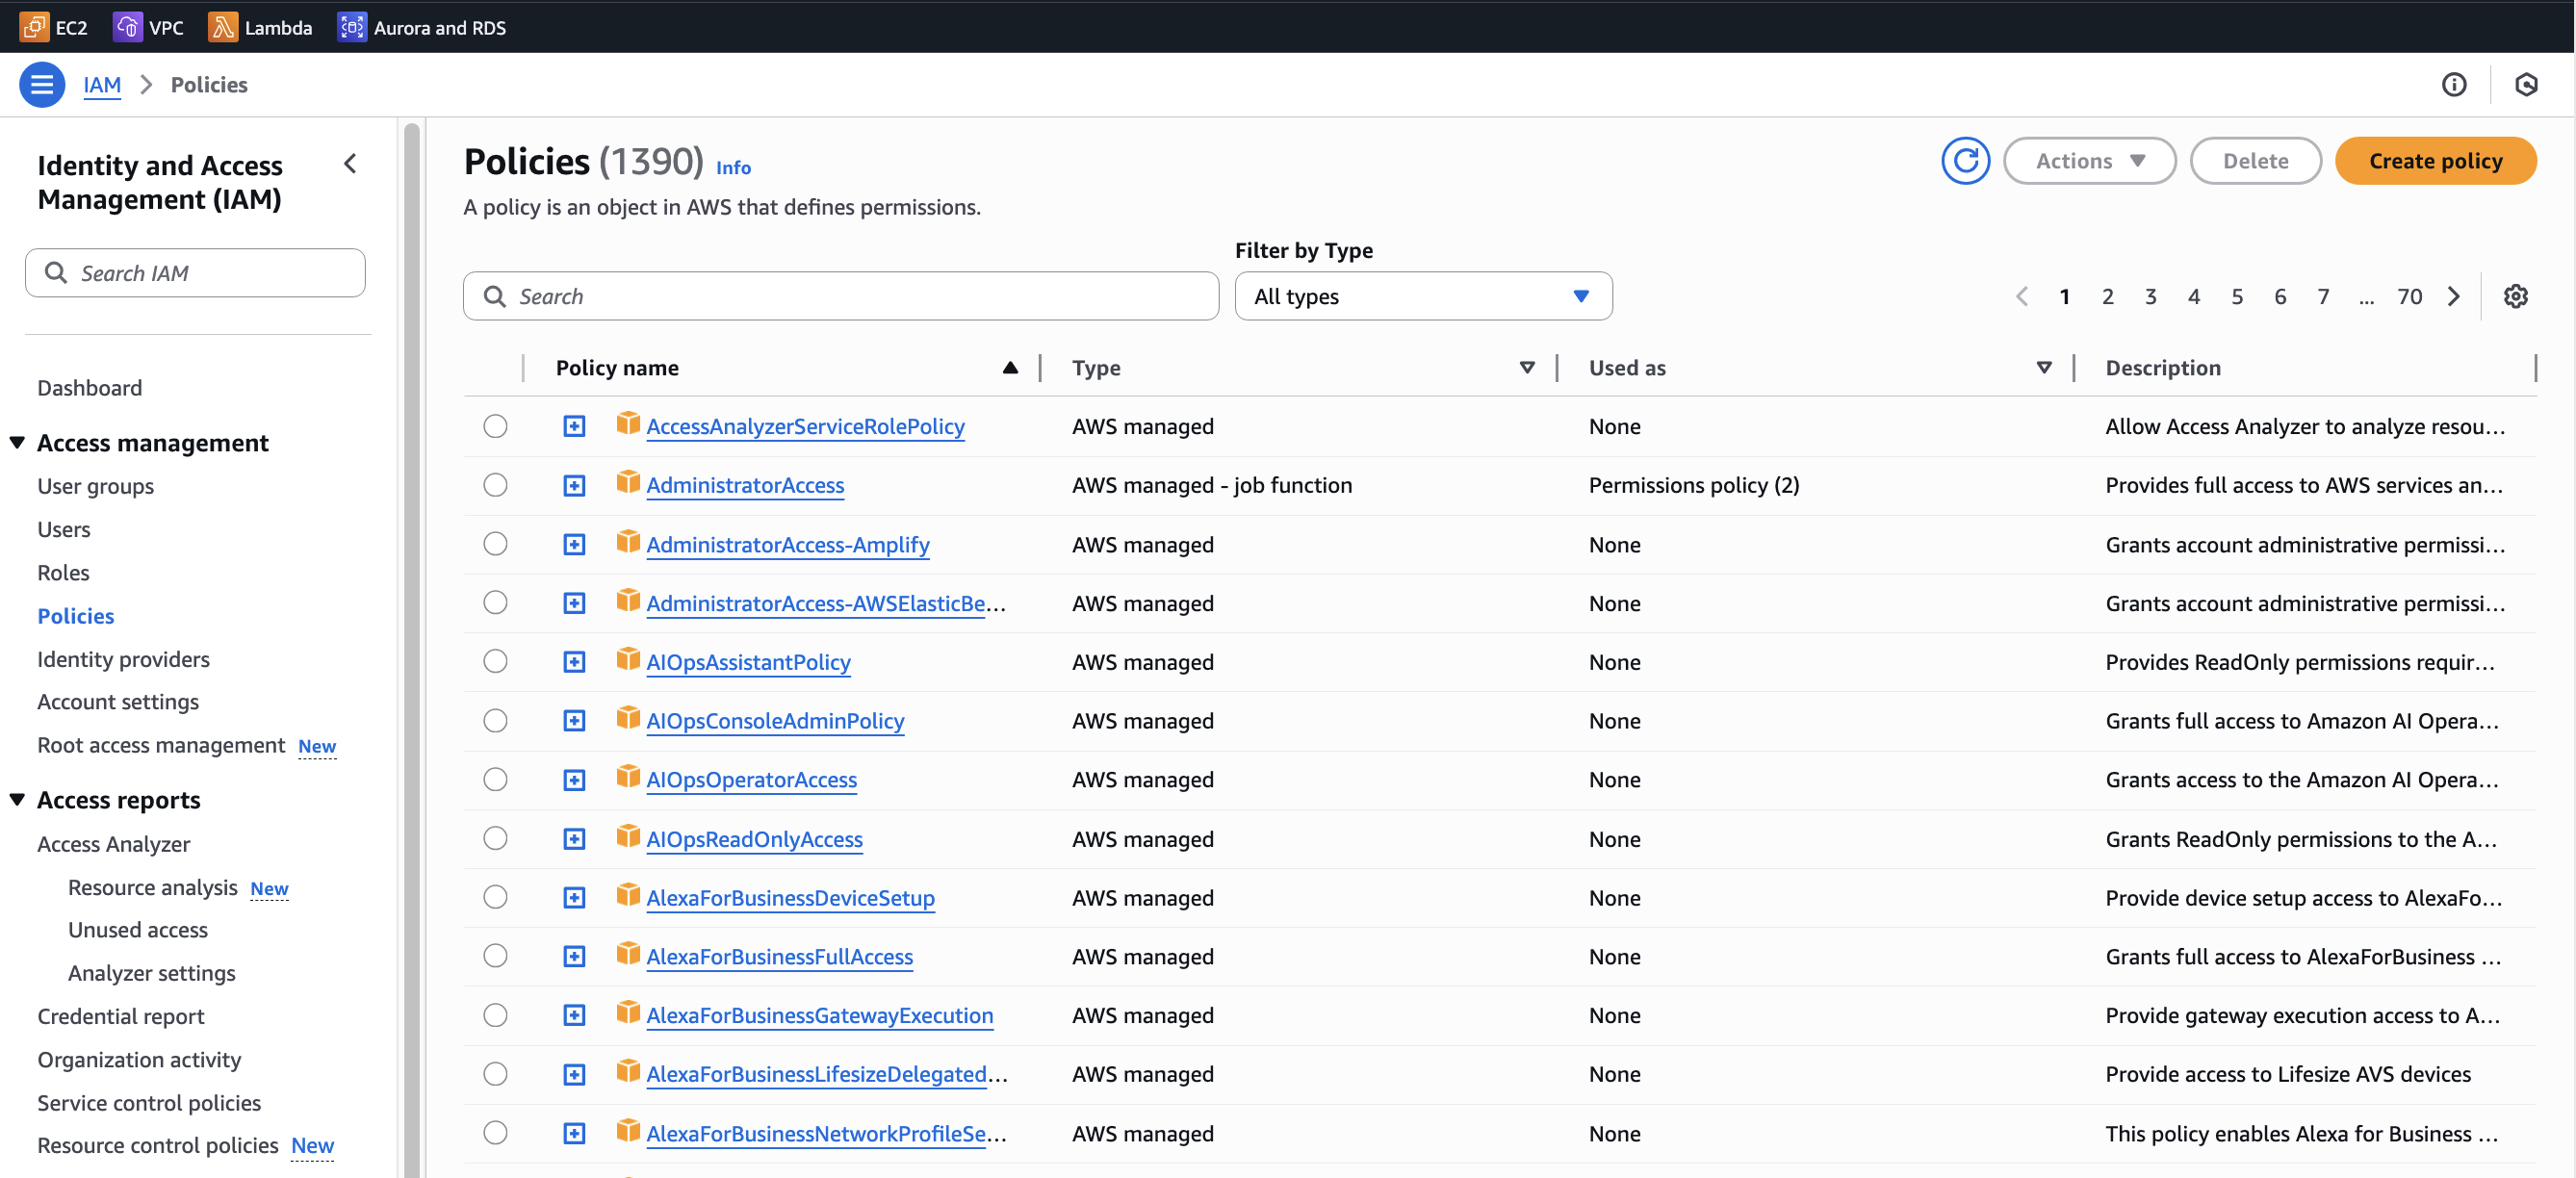 EC2 VPC Lambda Aurora and RDS
IAM > Policies
Identity and Access
Management (IAM)
Search IAM
Dashboard
Access management
User groups
Users
Roles
Policies
Identity providers
Account settings
Root access management New
Access reports
Access Analyzer
Resource analysis New
Unused access
Analyzer settings
Credential report
Organization activity
Service control policies
Resource control policies New
Policies (1390) Info
Actions Delete Create policy
A policy is an object in AWS that defines permissions.
Filter by Type
Search All types 1 2 3 4 5 6 7 ... 70
Policy name Type Used as Description
AccessAnalyzerServiceRolePolicy AWS managed None Allow Access Analyzer to analyze resou...
AdministratorAccess AWS managed - job function Permissions policy (2) Provides full access to AWS services an...
AdministratorAccess-Amplify AWS managed None Grants account administrative permissi...
AdministratorAccess-AWSElasticBe... AWS managed None Grants account administrative permissi...
AIOpsAssistantPolicy AWS managed None Provides ReadOnly permissions requir...
AIOpsConsoleAdminPolicy AWS managed None Grants full access to Amazon AI Opera...
AIOpsOperatorAccess AWS managed None Grants access to the Amazon AI Opera...
AIOpsReadOnlyAccess AWS managed None Grants ReadOnly permissions to the A...
AlexaForBusinessDeviceSetup AWS managed None Provide device setup access to AlexaFo...
AlexaForBusinessFullAccess AWS managed None Grants full access to AlexaForBusiness ...
AlexaForBusinessGatewayExecution AWS managed None Provide gateway execution access to A...
AlexaForBusinessLifesizeDelegated... AWS managed None Provide access to Lifesize AVS devices
AlexaForBusinessNetworkProfileSe... AWS managed None This policy enables Alexa for Business ...